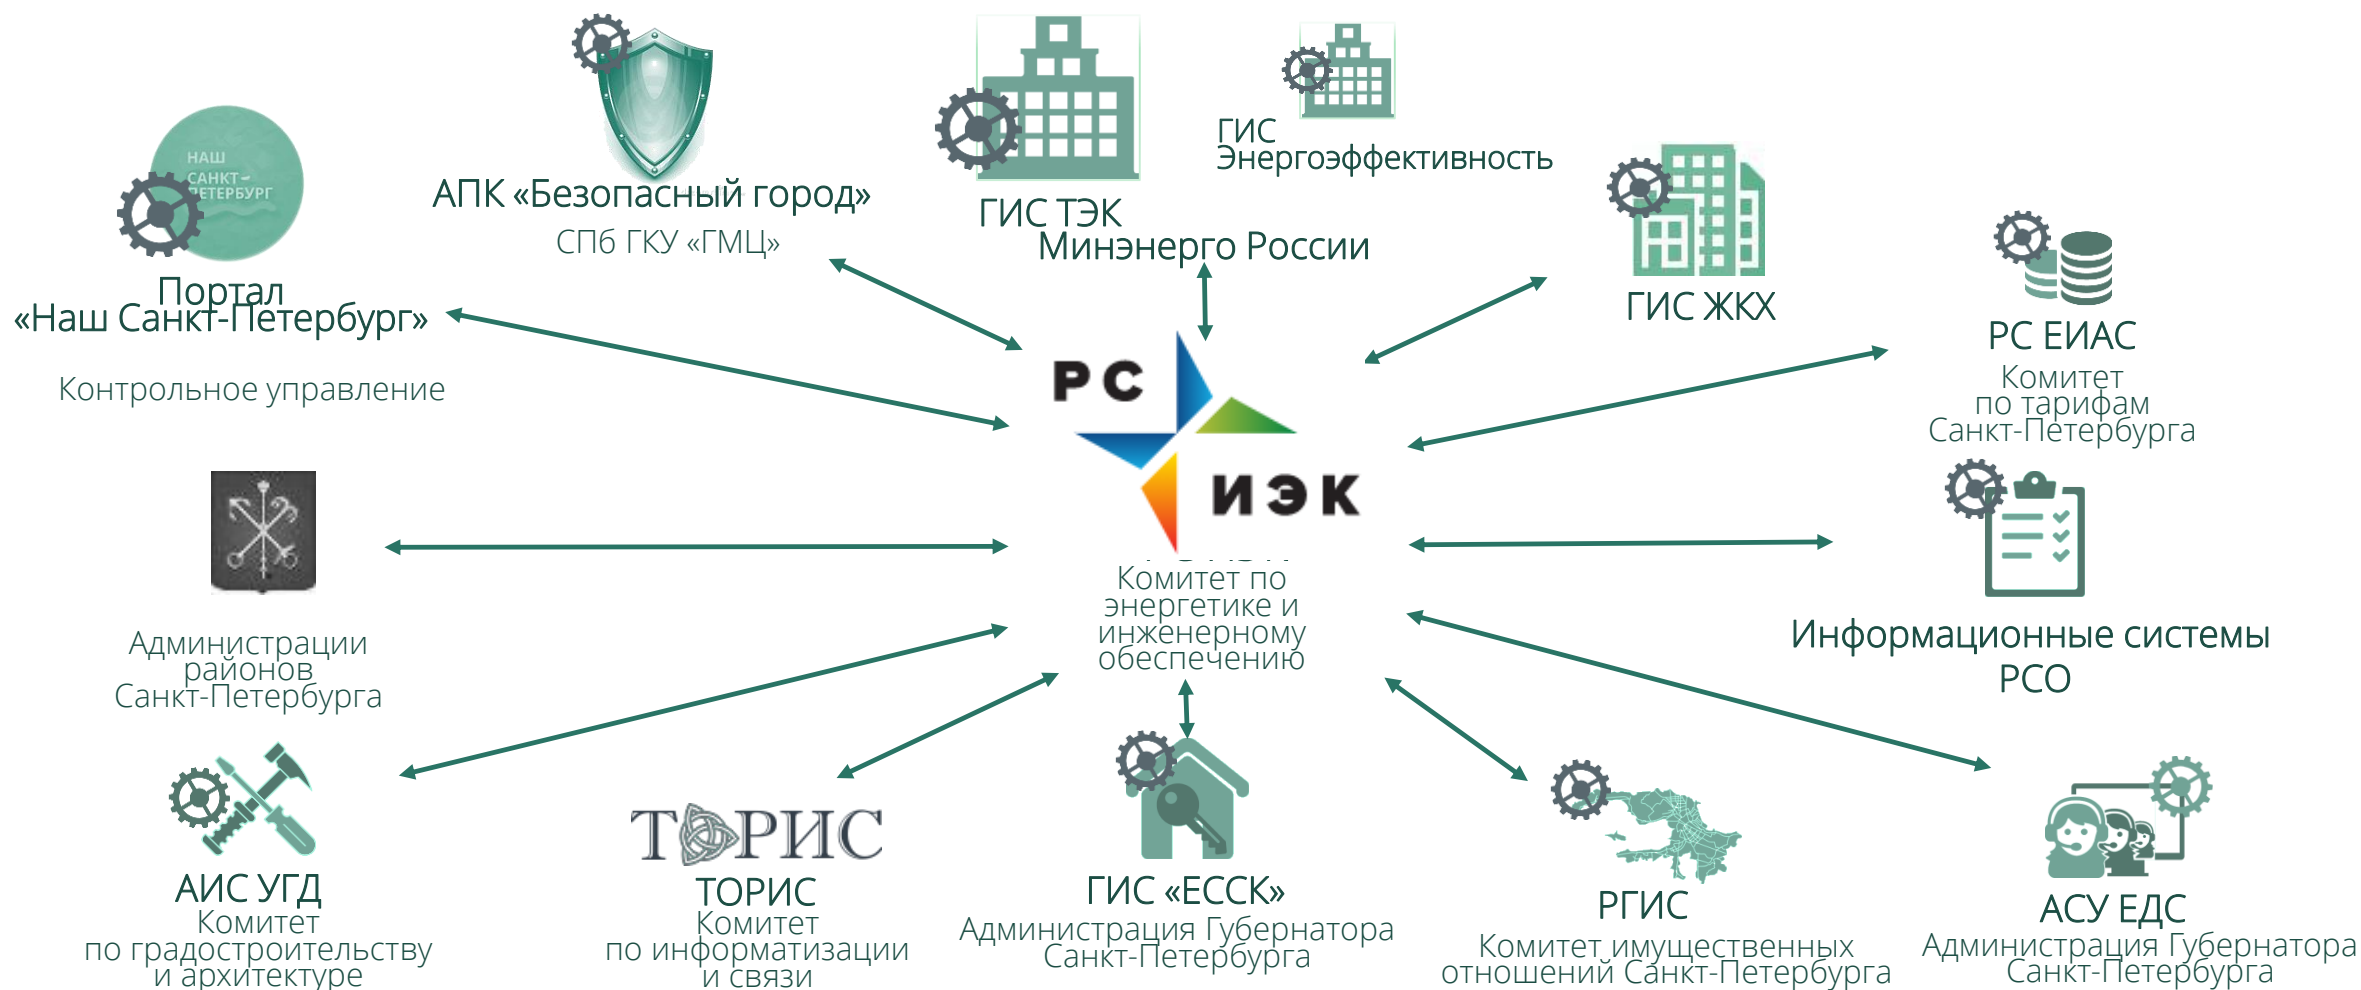 НАШ
САНКТ-
ПЕТЕРБУРГ
Портал
«Наш Санкт-Петербург»
Контрольное управление
АПК «Безопасный город»
СПб ГКУ «ГМЦ»
ГИС ТЭК
ГИС
Энергоэффективность
Минэнерго России
ГИС ЖКХ
РС ЕИАС
Комитет
по тарифам
Санкт-Петербурга
РС
ИЭК
Комитет по
энергетике и
инженерному
обеспечению
Администрации
районов
Санкт-Петербурга
Информационные системы
РСО
АИС УГД
Комитет
по градостроительству
и архитектуре
ТОРИС
ТОРИС
Комитет
по информатизации
и связи
ГИС «ЕССК»
Администрация Губернатора
Санкт-Петербурга
РГИС
Комитет имущественных
отношений Санкт-Петербурга
АСУ ЕДС
Администрация Губернатора
Санкт-Петербурга